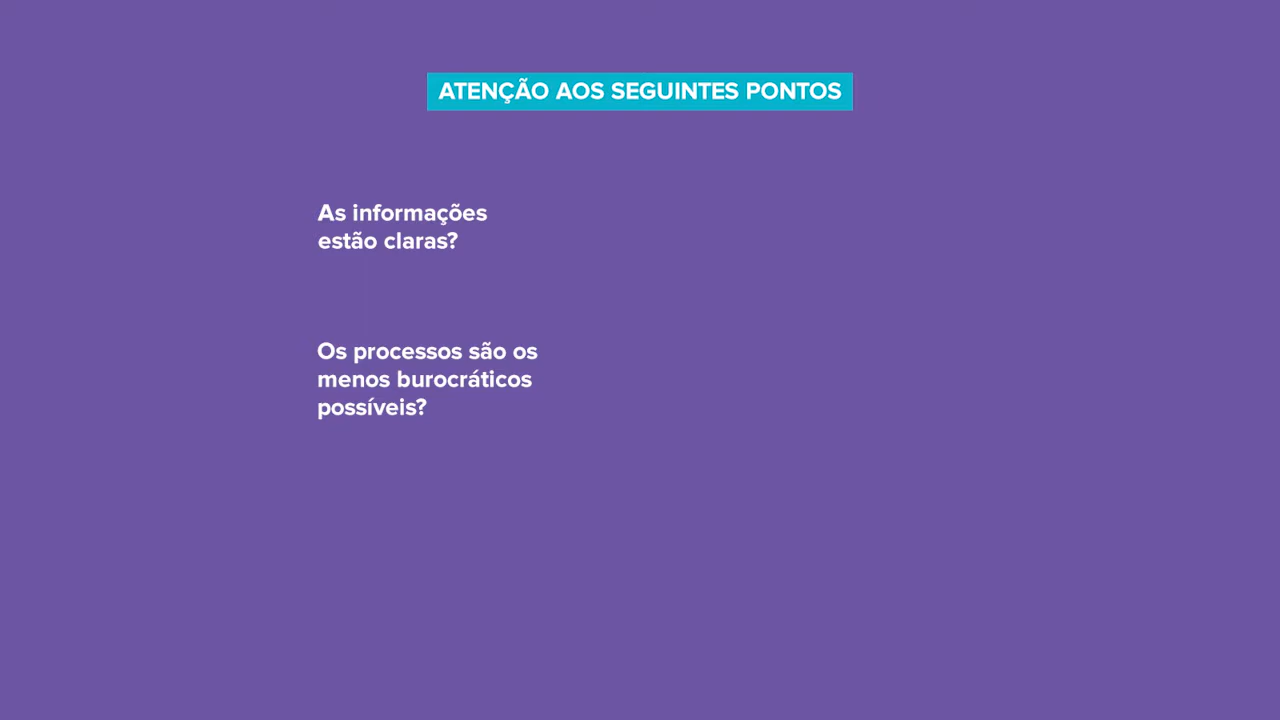 ATENÇÃO AOS SEGUINTES PONTOS
As informações
estão claras?
Os processos são os
menos burocráticos
possíveis?